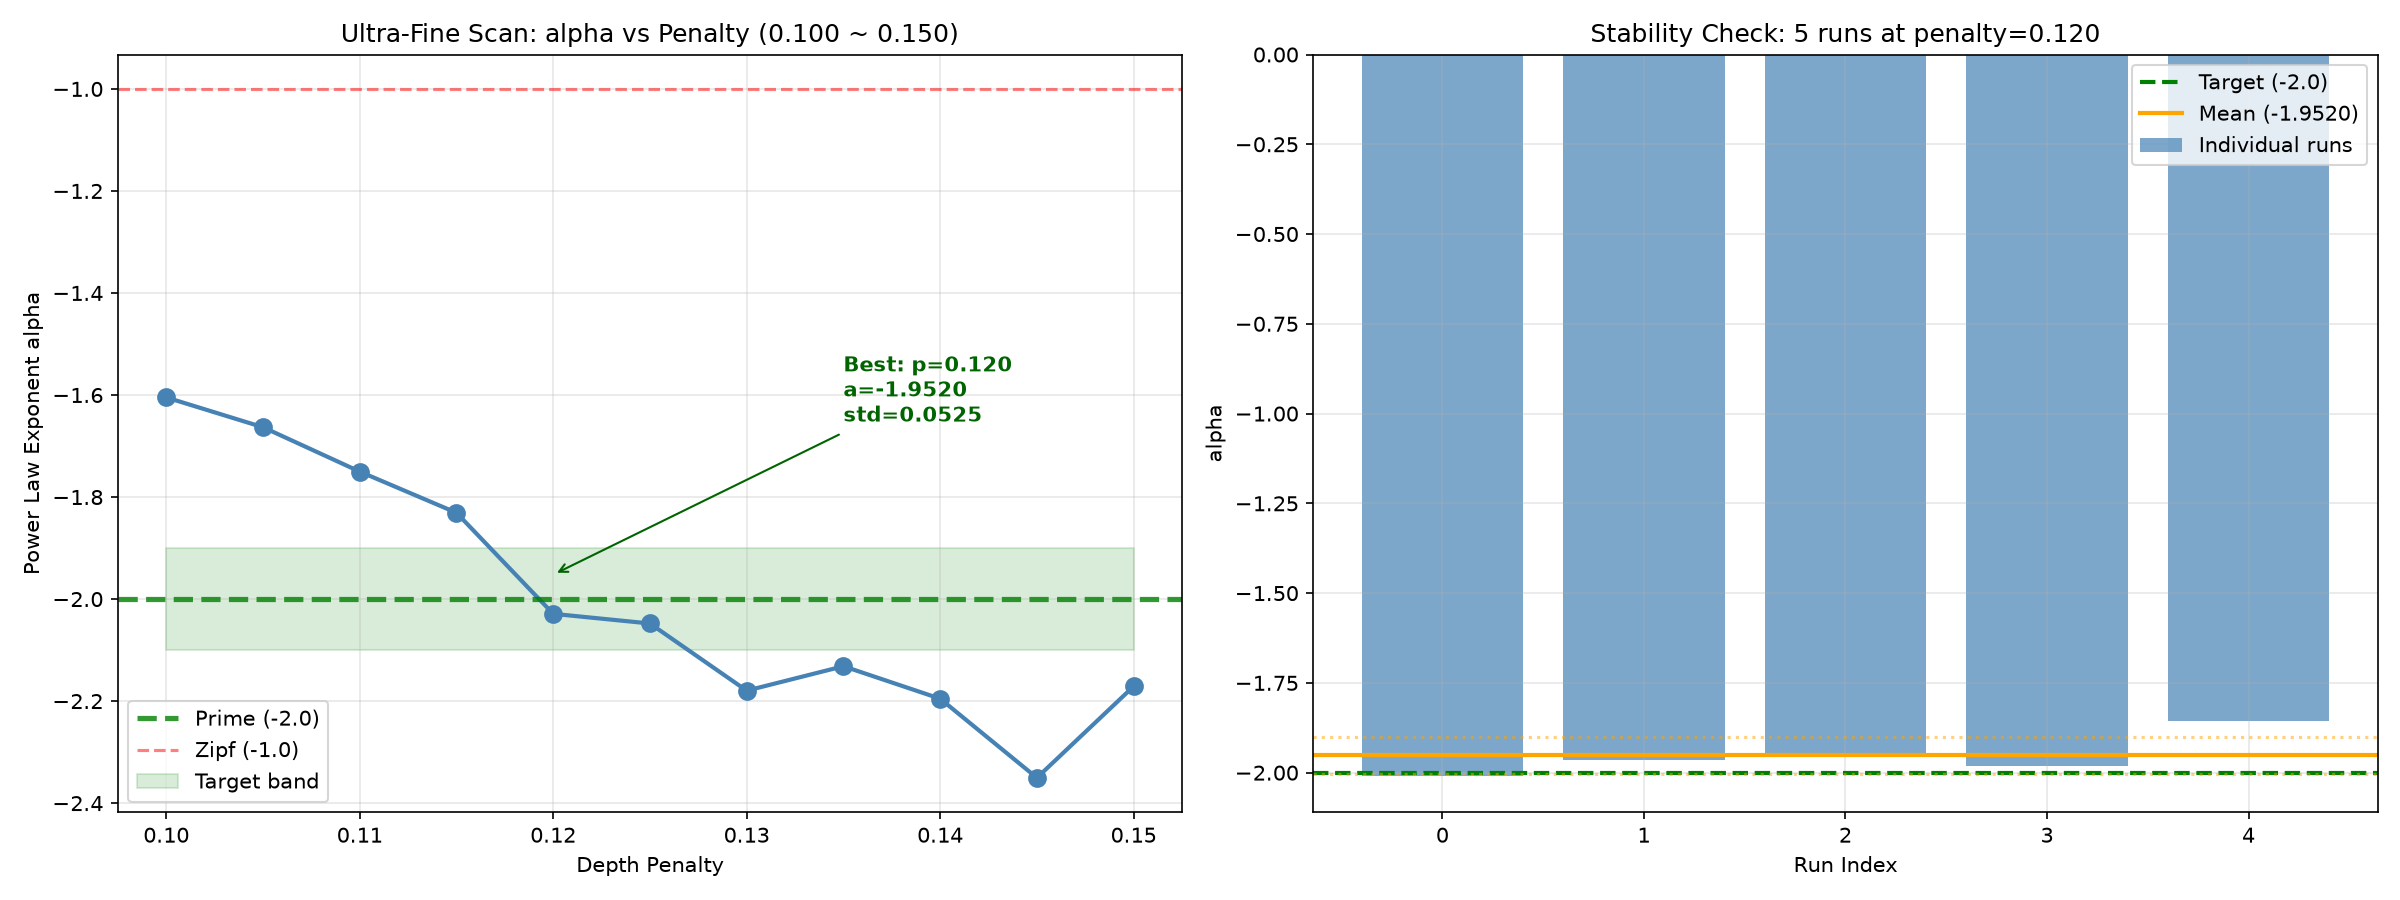 Ultra-Fine Scan: alpha vs Penalty (0.100 ~ 0.150)
Power Law Exponent alpha
−1.0
−1.2
−1.4
−1.6
−1.8
−2.0
−2.2
−2.4
Best: p=0.120
a=-1.9520
std=0.0525
Prime (-2.0)
Zipf (-1.0)
Target band
0.10
0.11
0.12
0.13
0.14
0.15
Depth Penalty
Stability Check: 5 runs at penalty=0.120
alpha
0.00
−0.25
−0.50
−0.75
−1.00
−1.25
−1.50
−1.75
−2.00
Target (-2.0)
Mean (-1.9520)
Individual runs
0
1
2
3
4
Run Index